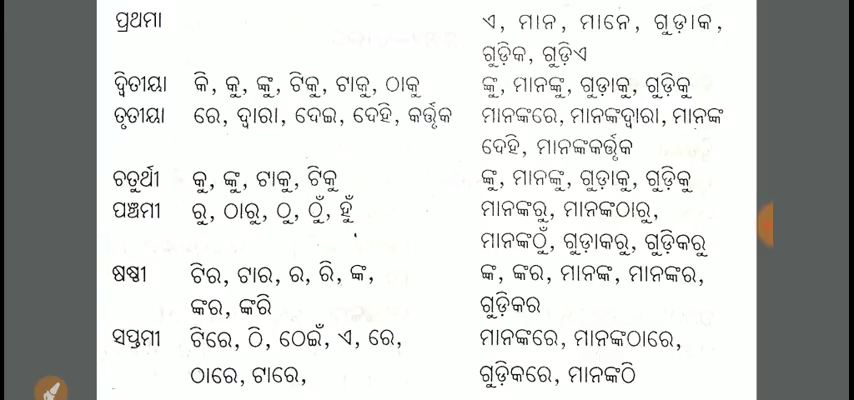 ପ୍ରଥମା ଏ, ମାନ, ମାନେ, ଗୁଡ଼ାକ,
ଗୁଡ଼ିକ, ଗୁଡ଼ିଏ
ଦ୍ୱିତୀୟା କି, କୁ, ଙ୍କୁ, ଟିକୁ, ଟାକୁ, ଠାକୁ ଙ୍କୁ, ମାନଙ୍କୁ, ଗୁଡ଼ାକୁ, ଗୁଡ଼ିକୁ
ତୃତୀୟା ରେ, ଦ୍ୱାରା, ଦେଇ, ଦେହି, କର୍ତ୍ତୃକ ମାନଙ୍କରେ, ମାନଙ୍କଦ୍ୱାରା, ମାନଙ୍କ
ଦେହି, ମାନଙ୍କକର୍ତ୍ତୃକ
ଚତୁର୍ଥୀ କୁ, ଙ୍କୁ, ଟାକୁ, ଟିକୁ ଙ୍କୁ, ମାନଙ୍କୁ, ଗୁଡ଼ାକୁ, ଗୁଡ଼ିକୁ
ପଞ୍ଚମୀ ରୁ, ଠାରୁ, ଠୁ, ଠୁଁ, ହୁଁ ମାନଙ୍କରୁ, ମାନଙ୍କଠାରୁ,
ମାନଙ୍କଠୁଁ, ଗୁଡ଼ାକରୁ, ଗୁଡ଼ିକରୁ
ଷଷ୍ଠୀ ଟିର, ଟାର, ର, ରି, ଙ୍କ, ଙ୍କ, ଙ୍କର, ମାନଙ୍କ, ମାନଙ୍କର,
ଙ୍କର, ଙ୍କରି ଗୁଡ଼ିକର
ସପ୍ତମୀ ଟିରେ, ଠି, ଠେଇଁ, ଏ, ରେ, ମାନଙ୍କରେ, ମାନଙ୍କଠାରେ,
ଠାରେ, ଟାରେ, ଗୁଡ଼ିକରେ, ମାନଙ୍କଠି